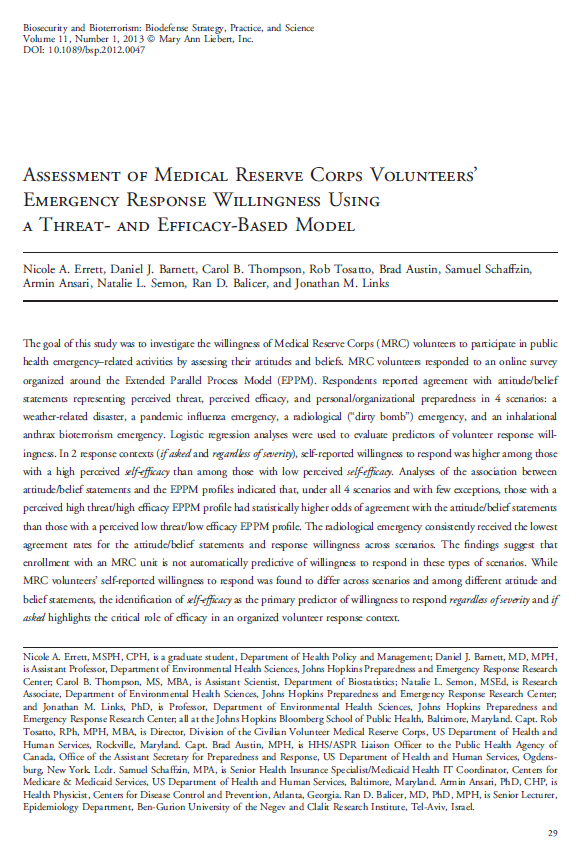 Biosecurity and Bioterrorism: Biodefense Strategy, Practice, and Science
Volume 11, Number 1, 2013 © Mary Ann Liebert, Inc.
DOI: 10.1089/bsp.2012.0047
Assessment of Medical Reserve Corps Volunteers'
Emergency Response Willingness Using
a Threat- and Efficacy-Based Model
Nicole A. Errett, Daniel J. Barnett, Carol B. Thompson, Rob Tosatto, Brad Austin, Samuel Schaffzin,
Armin Ansari, Natalie L. Semon, Ran D. Balicer, and Jonathan M. Links
The goal of this study was to investigate the willingness of Medical Reserve Corps (MRC) volunteers to participate in public
health emergency–related activities by assessing their attitudes and beliefs. MRC volunteers responded to an online survey
organized around the Extended Parallel Process Model (EPPM). Respondents reported agreement with attitude/belief
statements representing perceived threat, perceived efficacy, and personal/organizational preparedness in 4 scenarios: a
weather-related disaster, a pandemic influenza emergency, a radiological (“dirty bomb”) emergency, and an inhalational
anthrax bioterrorism emergency. Logistic regression analyses were used to evaluate predictors of volunteer response will-
ingness. In 2 response contexts (if asked and regardless of severity), self-reported willingness to respond was higher among those
with a high perceived self-efficacy than among those with low perceived self-efficacy. Analyses of the association between
attitude/belief statements and the EPPM profiles indicated that, under all 4 scenarios and with few exceptions, those with a
perceived high threat/high efficacy EPPM profile had statistically higher odds of agreement with the attitude/belief statements
than those with a perceived low threat/low efficacy EPPM profile. The radiological emergency consistently received the lowest
agreement rates for the attitude/belief statements and response willingness across scenarios. The findings suggest that
enrollment with an MRC unit is not automatically predictive of willingness to respond in these types of scenarios. While
MRC volunteers' self-reported willingness to respond was found to differ across scenarios and among different attitude and
belief statements, the identification of self-efficacy as the primary predictor of willingness to respond regardless of severity and if
asked highlights the critical role of efficacy in an organized volunteer response context.
Nicole A. Errett, MSPH, CPH, is a graduate student, Department of Health Policy and Management; Daniel J. Barnett, MD, MPH,
is Assistant Professor, Department of Environmental Health Sciences, Johns Hopkins Preparedness and Emergency Response Research
Center; Carol B. Thompson, MS, MBA, is Assistant Scientist, Department of Biostatistics; Natalie L. Semon, MSEd, is Research
Associate, Department of Environmental Health Sciences, Johns Hopkins Preparedness and Emergency Response Research Center;
and Jonathan M. Links, PhD, is Professor, Department of Environmental Health Sciences, Johns Hopkins Preparedness and
Emergency Response Research Center; all at the Johns Hopkins Bloomberg School of Public Health, Baltimore, Maryland. Capt. Rob
Tosatto, RPh, MPH, MBA, is Director, Division of the Civilian Volunteer Medical Reserve Corps, US Department of Health and
Human Services, Rockville, Maryland. Capt. Brad Austin, MPH, is HHS/ASPR Liaison Officer to the Public Health Agency of
Canada, Office of the Assistant Secretary for Preparedness and Response, US Department of Health and Human Services, Ogdens-
burg, New York. Lcdr. Samuel Schaffzin, MPA, is Senior Health Insurance Specialist/Medicaid Health IT Coordinator, Centers for
Medicare & Medicaid Services, US Department of Health and Human Services, Baltimore, Maryland. Armin Ansari, PhD, CHP, is
Health Physicist, Centers for Disease Control and Prevention, Atlanta, Georgia. Ran D. Balicer, MD, PhD, MPH, is Senior Lecturer,
Epidemiology Department, Ben-Gurion University of the Negev and Clalit Research Institute, Tel-Aviv, Israel.
29